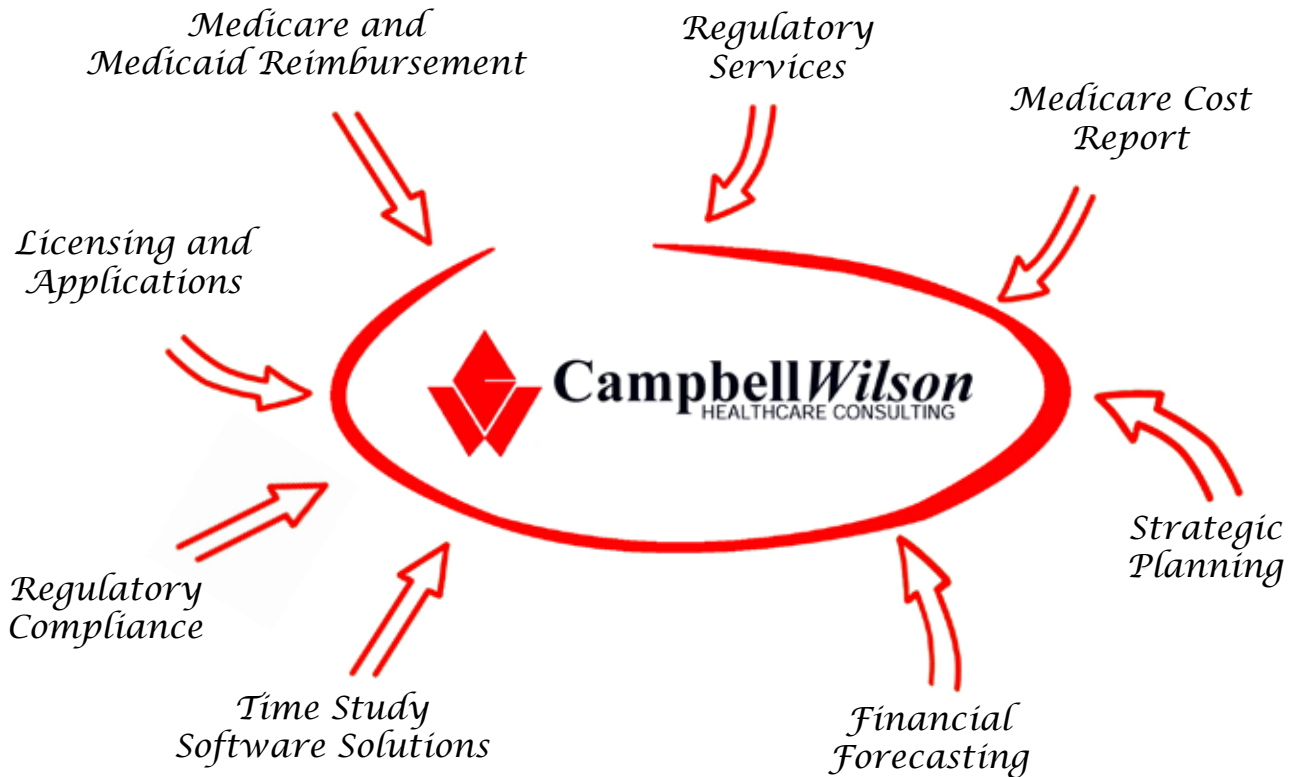 Medicare and
Medicaid Reimbursement
Regulatory
Services
Medicare Cost
Report
Licensing and
Applications
CampbellWilson
HEALTHCARE CONSULTING
Strategic
Planning
Regulatory
Compliance
Time Study
Software Solutions
Financial
Forecasting